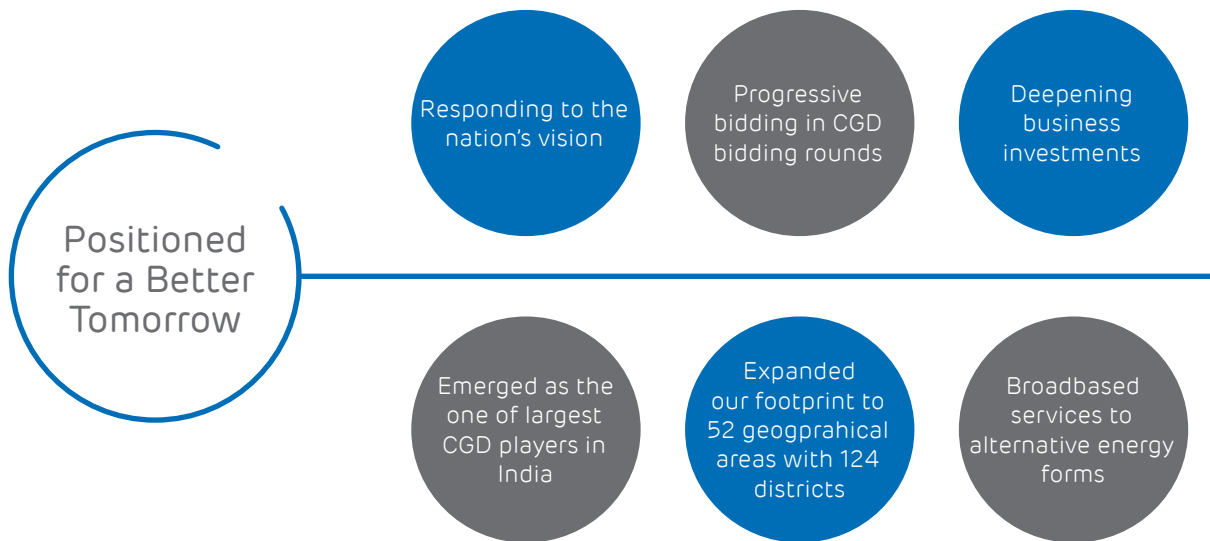 Positioned
for a Better
Tomorrow
Responding to the
nation's vision
Progressive
bidding in CGD
bidding rounds
Deepening
business
investments
Emerged as the
one of largest
CGD players in
India
Expanded
our footprint to
52 geogprahical
areas with 124
districts
Broadbased
services to
alternative energy
forms